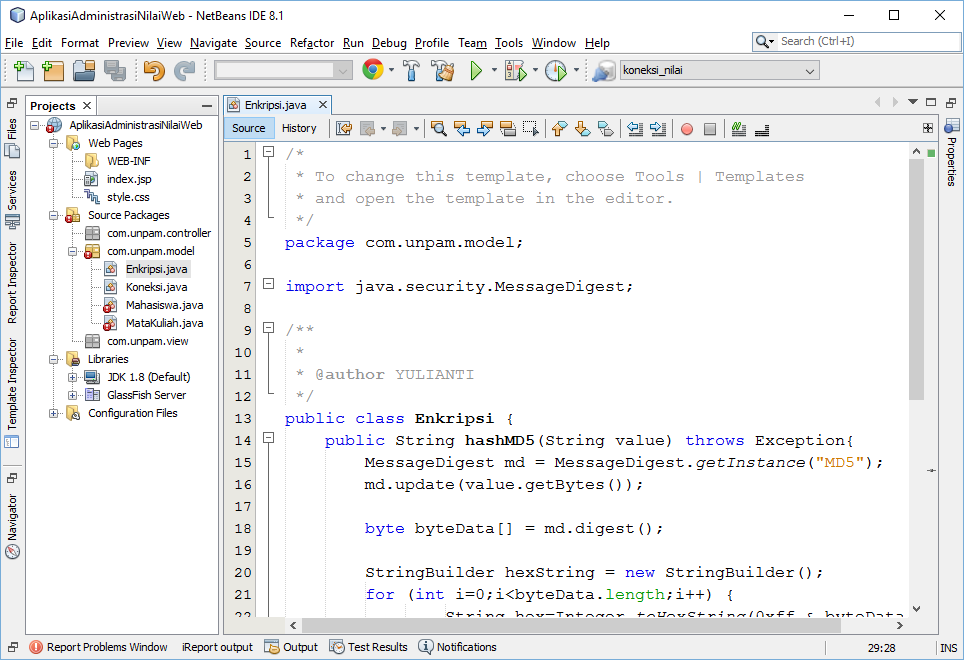 AplikasiAdministrasiNilaiWeb - NetBeans IDE 8.1
File Edit Format Preview View Navigate Source Refactor Run Debug Profile Team Tools Window Help
Search (Ctrl+I)
koneksi_nilai
Files
Services
Report Inspector
Template Inspector
Navigator
Projects
AplikasiAdministrasiNilaiWeb
Web Pages
WEB-INF
index.jsp
style.css
Source Packages
com.unpam.controller
com.unpam.model
Enkripsi.java
Koneksi.java
Mahasiswa.java
MataKuliah.java
com.unpam.view
Libraries
JDK 1.8 (Default)
GlassFish Server
Configuration Files
Enkripsi.java
Source History
1 /*
2 * To change this template, choose Tools | Templates
3 * and open the template in the editor.
4 */
5 package com.unpam.model;
6
7 import java.security.MessageDigest;
8
9 /**
10 *
11 * @author YULIANTI
12 */
13 public class Enkripsi {
14 public String hashMD5(String value) throws Exception{
15 MessageDigest md = MessageDigest.getInstance("MD5");
16 md.update(value.getBytes());
17
18 byte byteData[] = md.digest();
19
20 StringBuilder hexString = new StringBuilder();
21 for (int i=0;i<byteData.length;i++) {
22 String hex=Integer.toHexString(0xff & byteData
Properties
Report Problems Window iReport output Output Test Results Notifications
29:28 INS